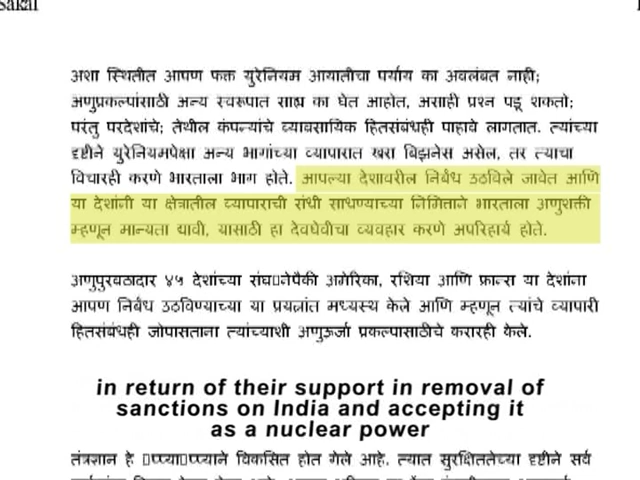 Sakal
अशा स्थितीत आपण फक्त युरेनियम आयातीचा पर्याय का अवलंबत नाही;
अणुप्रकल्पांसाठी अन्य स्वरूपात साह्य का घेत आहोत, असाही प्रश्न पडू शकतो;
परंतु परदेशांचे; तेथील कंपन्यांचे व्यावसायिक हितसंबंधही पाहावे लागतात. त्यांच्या
दृष्टीने युरेनियमपेक्षा अन्य भागांच्या व्यापारात खरा बिझनेस असेल, तर त्याचा
विचारही करणे भारताला भाग होते. आपल्या देशावरील निर्बंध उठविले जावेत आणि
या देशांनी या क्षेत्रातील व्यापाराची संधी साधण्याच्या निमित्ताने भारताला अणुशक्ती
म्हणून मान्यता द्यावी, यासाठी हा देवघेवीचा व्यवहार करणे अपरिहार्य होते.
अणुपुरवठादार ४५ देशांच्या संघ▯नेपैकी अमेरिका, रशिया आणि फ्रान्स या देशांना
आपण निर्बंध उठविण्याच्या या प्रयत्नांत मध्यस्थ केले आणि म्हणून त्यांचे व्यापारी
हितसंबंधही जोपासताना त्यांच्याशी अणुऊर्जा प्रकल्पासाठीचे करारही केले.
in return of their support in removal of
sanctions on India and accepting it
as a nuclear power
तंत्रज्ञान हे ▯प्प्या▯प्प्याने विकसित होत गेले आहे. त्यात सुरक्षिततेच्या दृष्टीने सर्व